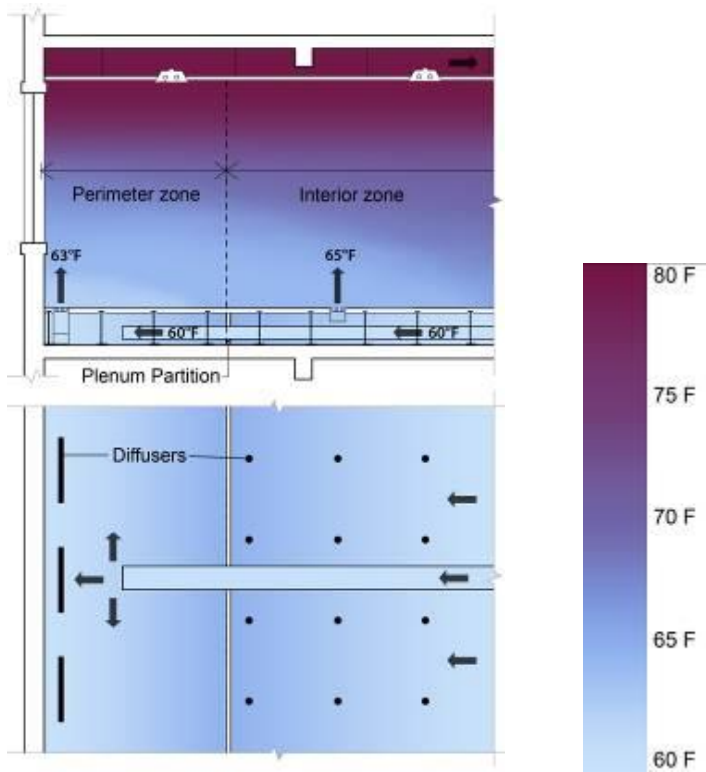 Perimeter zone
Interior zone
63°F
65°F
60°F
60°F
Plenum Partition
Diffusers
80 F
75 F
70 F
65 F
60 F